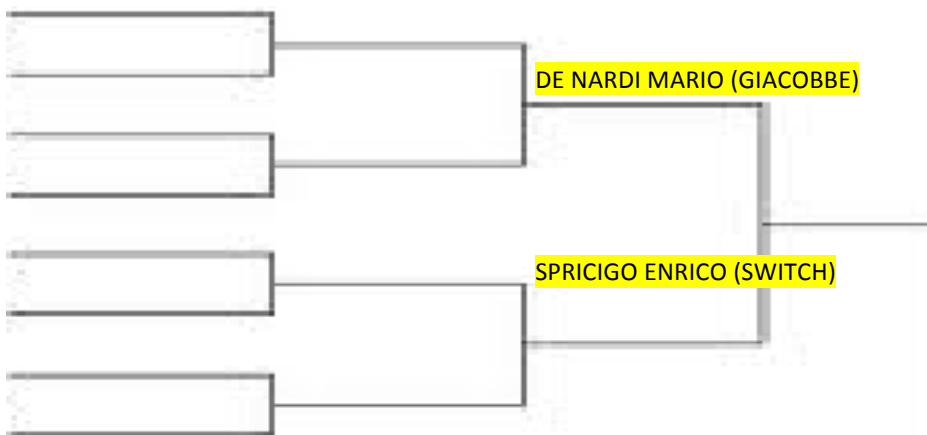 DE NARDI MARIO (GIACOBBE)
SPRICIGO ENRICO (SWITCH)